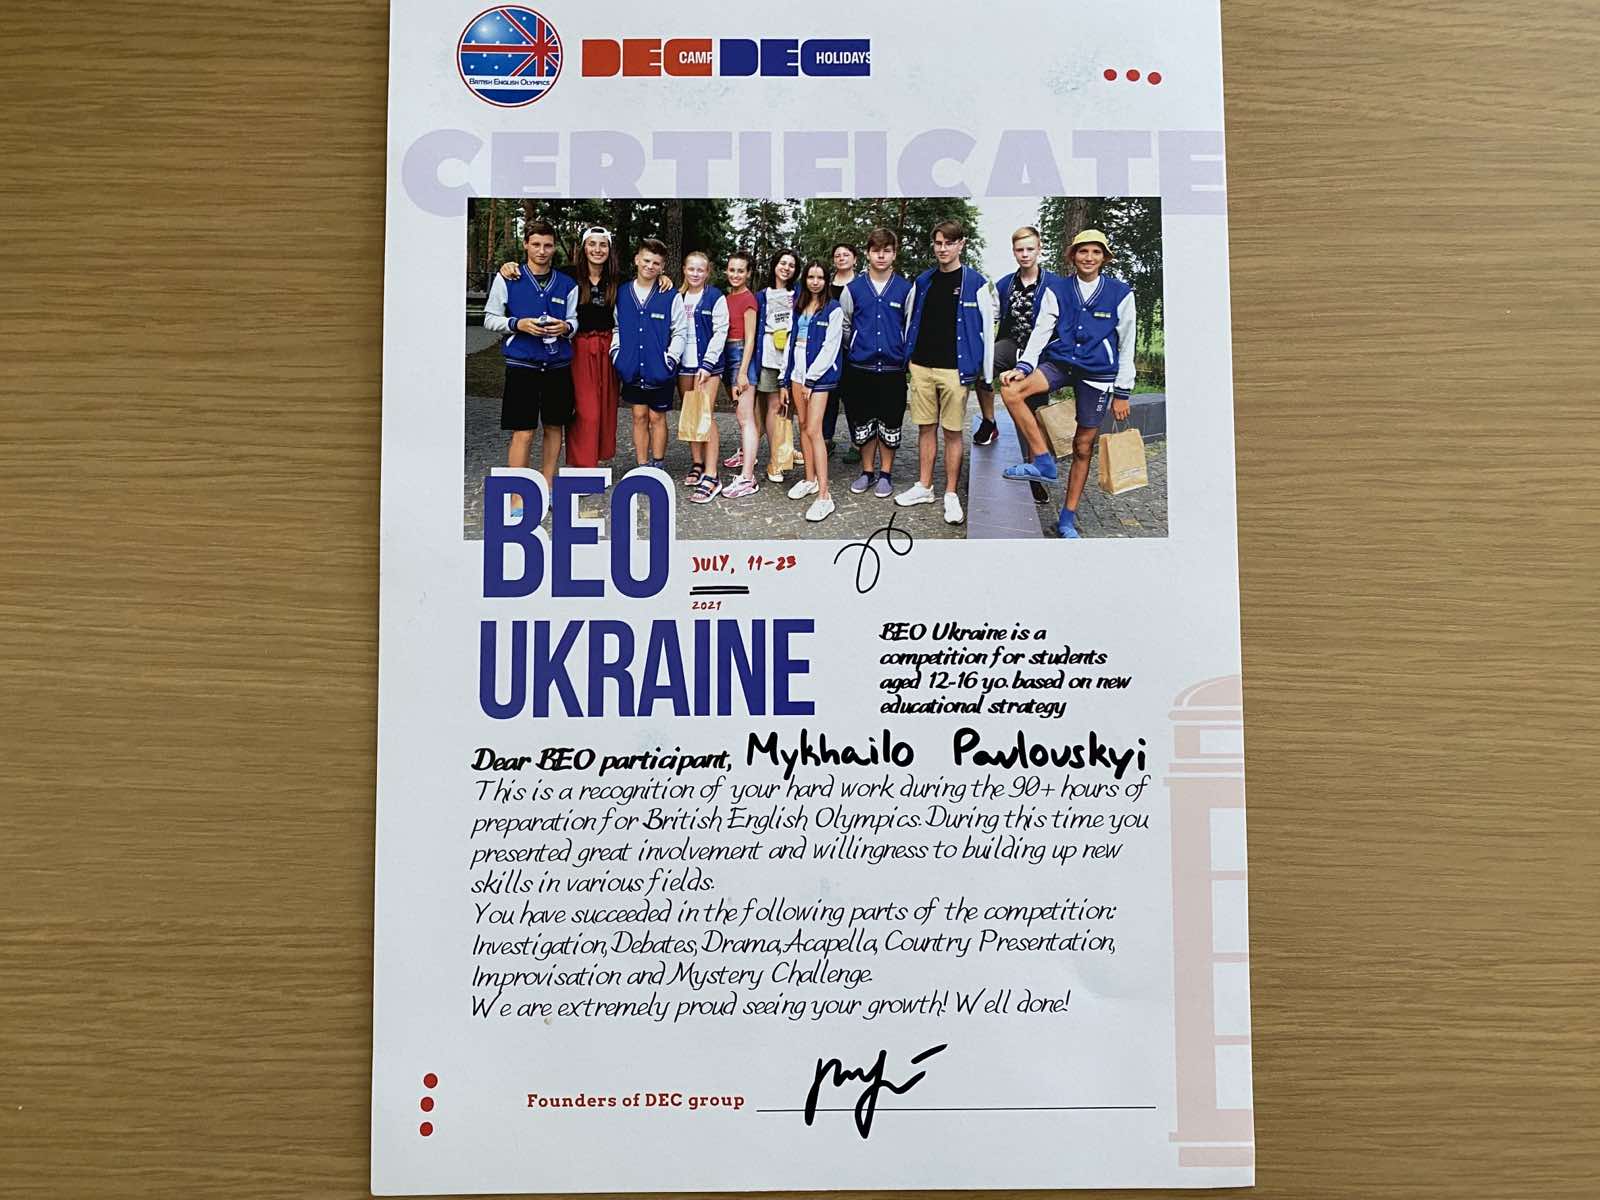 BRITISH ENGLISH OLYMPICS
DEC CAMP DEC HOLIDAYS
CERTIFICATE
BEO
JULY, 11-23
2021
UKRAINE
BEO Ukraine is a
competition for students
aged 12-16 yo. based on new
educational strategy
Dear BEO participant, Mykhailo Pavlovskyi
This is a recognition of your hard work during the 90+ hours of
preparation for British English Olympics. During this time you
presented great involvement and willingness to building up new
skills in various fields.
You have succeeded in the following parts of the competition:
Investigation, Debates, Drama, Acapella, Country Presentation,
Improvisation and Mystery Challenge.
We are extremely proud seeing your growth! Well done!
Founders of DEC group